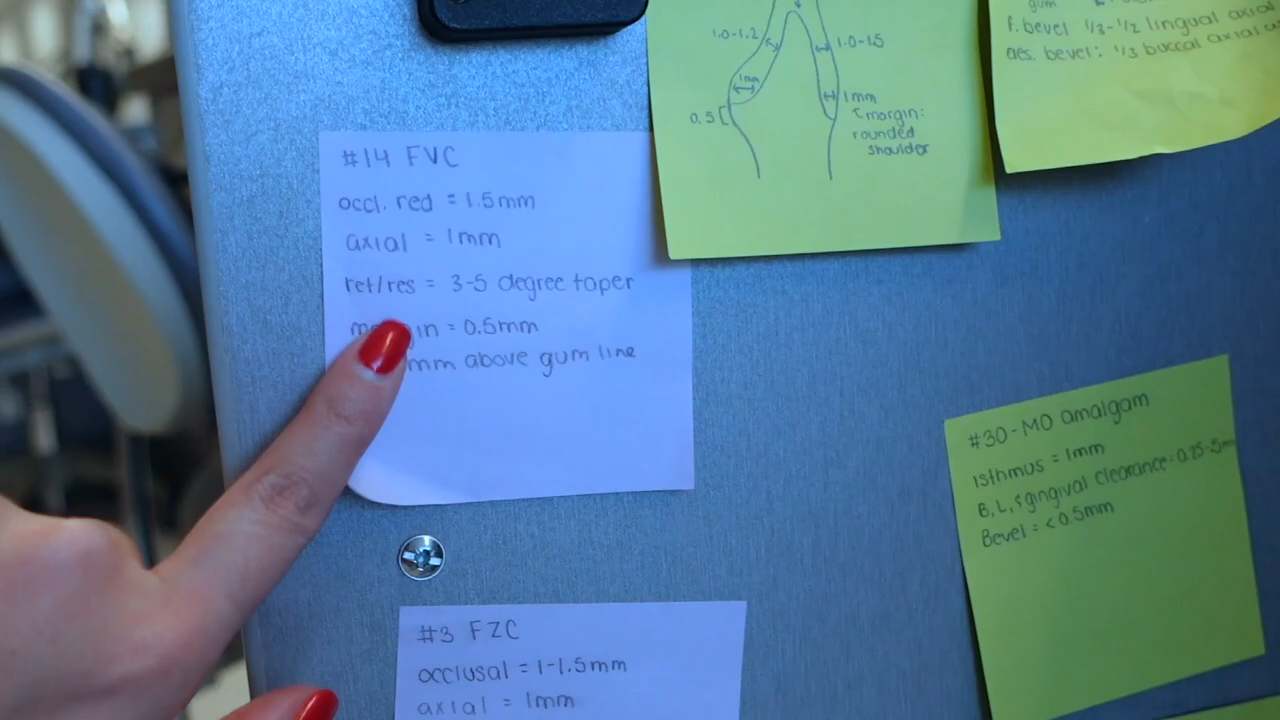 #14 FVC
occl. red = 1.5mm
axial = 1mm
ret/res = 3-5 degree taper
= 0.5mm
mm above gum line
1.0-1.2
1.0-1.5
1mm
1mm
0.5
margin:
rounded
shoulder
gum
f. bevel 1/3-1/2 lingual axial
aes. bevel: 1/3 buccal axial
#30-MO amalgam
Isthmus = 1mm
B, L, & gingival clearance = 0.25-.5mm
Bevel = <0.5mm
#3 FZC
occlusal = 1-1.5mm
axial = 1mm